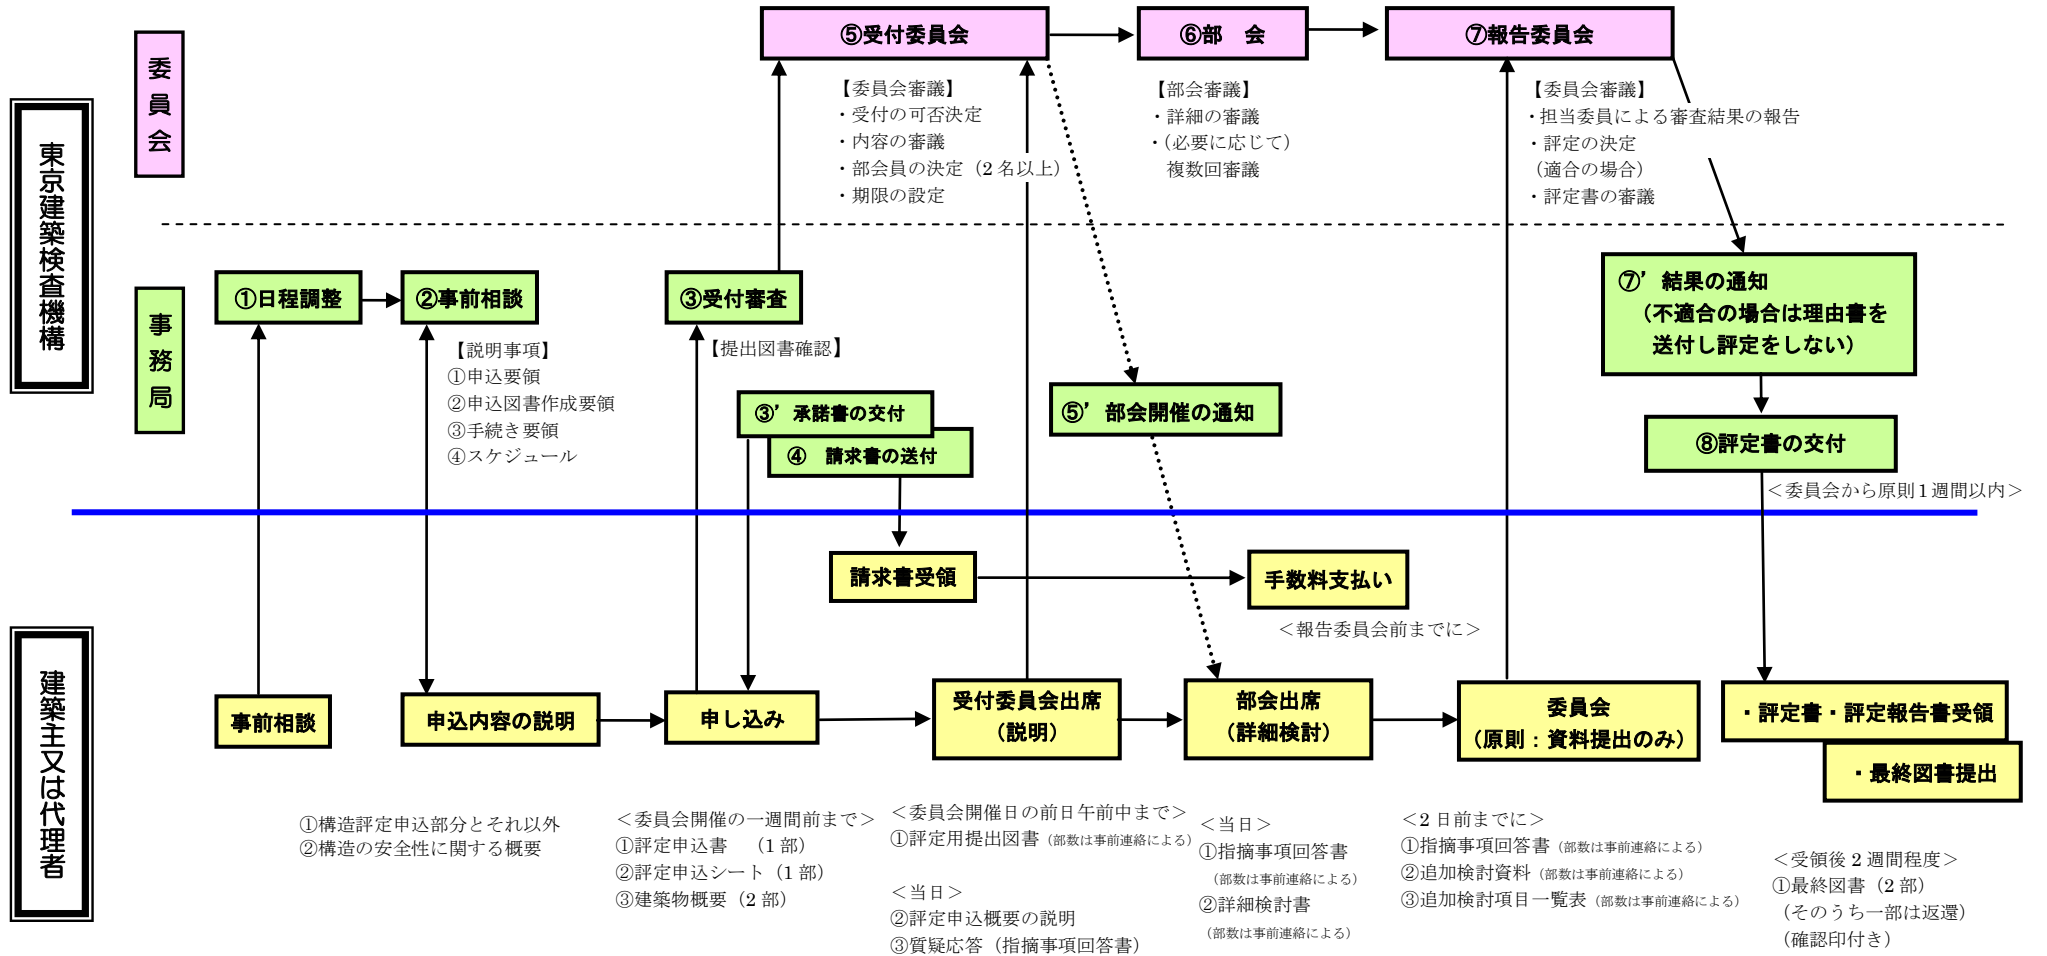 東京建築検査機構
委員会
⑤受付委員会
⑥部　会
⑦報告委員会
【委員会審議】
・受付の可否決定
・内容の審議
・部会員の決定（2 名以上）
・期限の設定
【部会審議】
・詳細の審議
・（必要に応じて）
複数回審議
【委員会審議】
・担当委員による審査結果の報告
・評定の決定
（適合の場合）
・評定書の審議
事務局
①日程調整
②事前相談
③受付審査
⑦’ 結果の通知
（不適合の場合は理由書を
送付し評定をしない）
【説明事項】
①申込要領
②申込図書作成要領
③手続き要領
④スケジュール
【提出図書確認】
③’ 承諾書の交付
④　請求書の送付
⑤’ 部会開催の通知
⑧評定書の交付
＜委員会から原則 1 週間以内＞
建築主又は代理者
請求書受領
手数料支払い
＜報告委員会前までに＞
事前相談
申込内容の説明
申し込み
受付委員会出席
（説明）
部会出席
（詳細検討）
委員会
（原則：資料提出のみ）
・評定書・評定報告書受領
・最終図書提出
①構造評定申込部分とそれ以外
②構造の安全性に関する概要
＜委員会開催の一週間前まで＞
①評定申込書　（1 部）
②評定申込シート（1 部）
③建築物概要（2 部）
＜委員会開催日の前日午前中まで＞
①評定用提出図書（部数は事前連絡による）
＜当日＞
②評定申込概要の説明
③質疑応答（指摘事項回答書）
＜当日＞
①指摘事項回答書
（部数は事前連絡による）
②詳細検討書
（部数は事前連絡による）
＜2 日前までに＞
①指摘事項回答書（部数は事前連絡による）
②追加検討資料（部数は事前連絡による）
③追加検討項目一覧表（部数は事前連絡による）
＜受領後 2 週間程度＞
①最終図書（2 部）
（そのうち一部は返還）
（確認印付き）